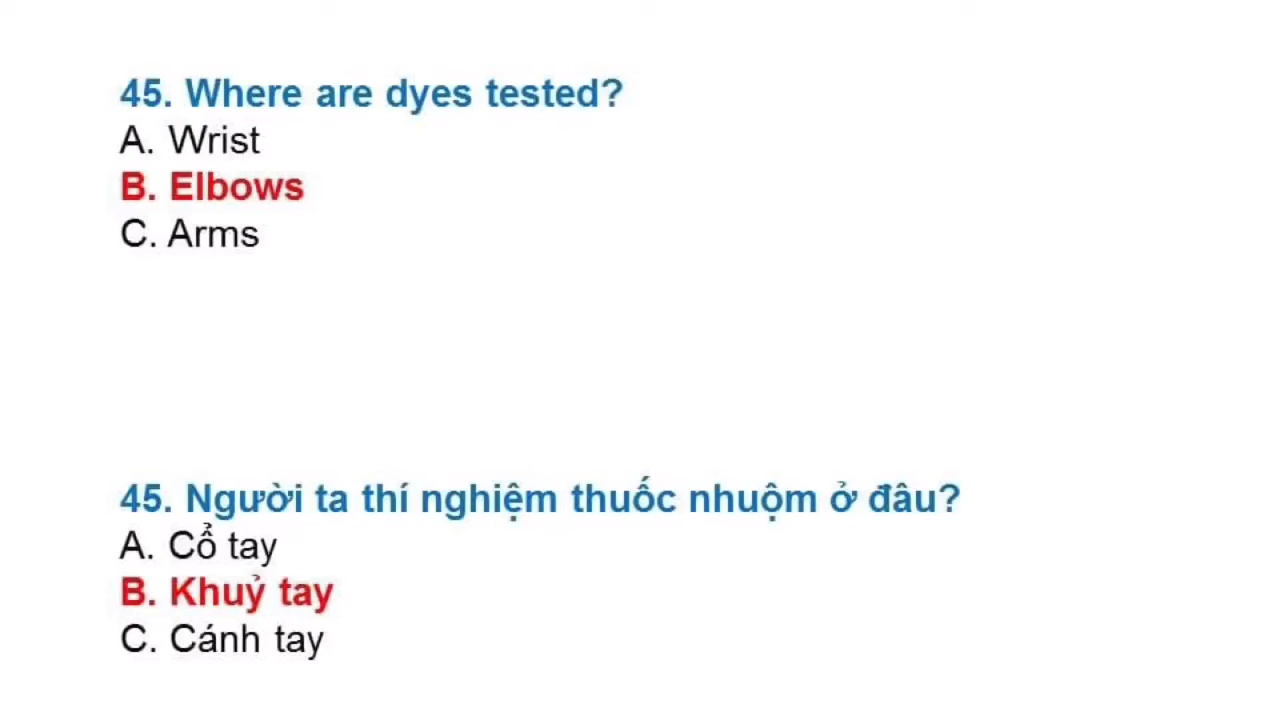 45. Where are dyes tested?
A. Wrist
B. Elbows
C. Arms
45. Người ta thí nghiệm thuốc nhuộm ở đâu?
A. Cổ tay
B. Khuỷ tay
C. Cánh tay